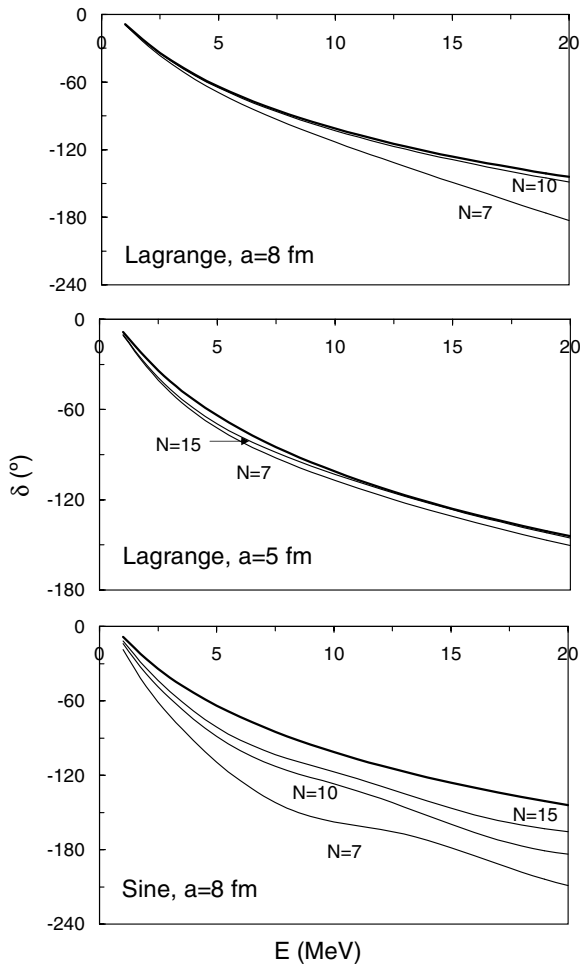 0
0 5 10 15 20
-60
-120
N=10
-180
N=7
-240
Lagrange, a=8 fm
0
0 5 10 15 20
-60
N=15
N=7
-120
Lagrange, a=5 fm
-180
δ (º)
0
0 5 10 15 20
-60
-120
N=10
N=15
-180
N=7
Sine, a=8 fm
-240
E (MeV)